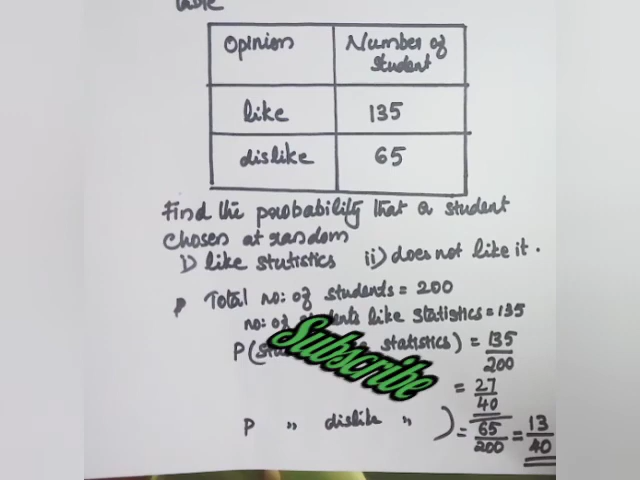 Table
Opinion
Number of
Student
like
135
dislike
65
Find the probability that a student
chosen at random
i) like statistics ii) does not like it.
Total no: of students = 200
no: of students like statistics = 135
P( statistics) = 135/200
Subscribe
= 27/40
P " dislike " ) = 65/200 = 13/40